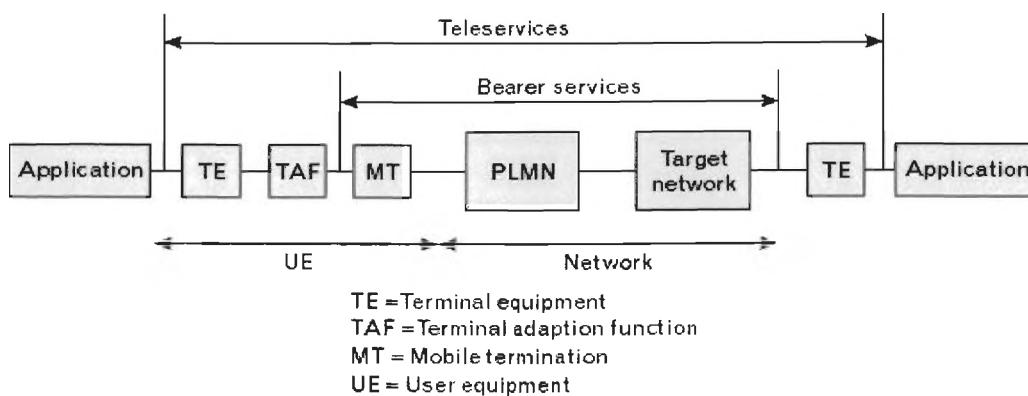 Teleservices
Bearer services
Application
TE
TAF
MT
PLMN
Target
network
TE
Application
UE
Network
TE =Terminal equipment
TAF =Terminal adaption function
MT = Mobile termination
UE = User equipment